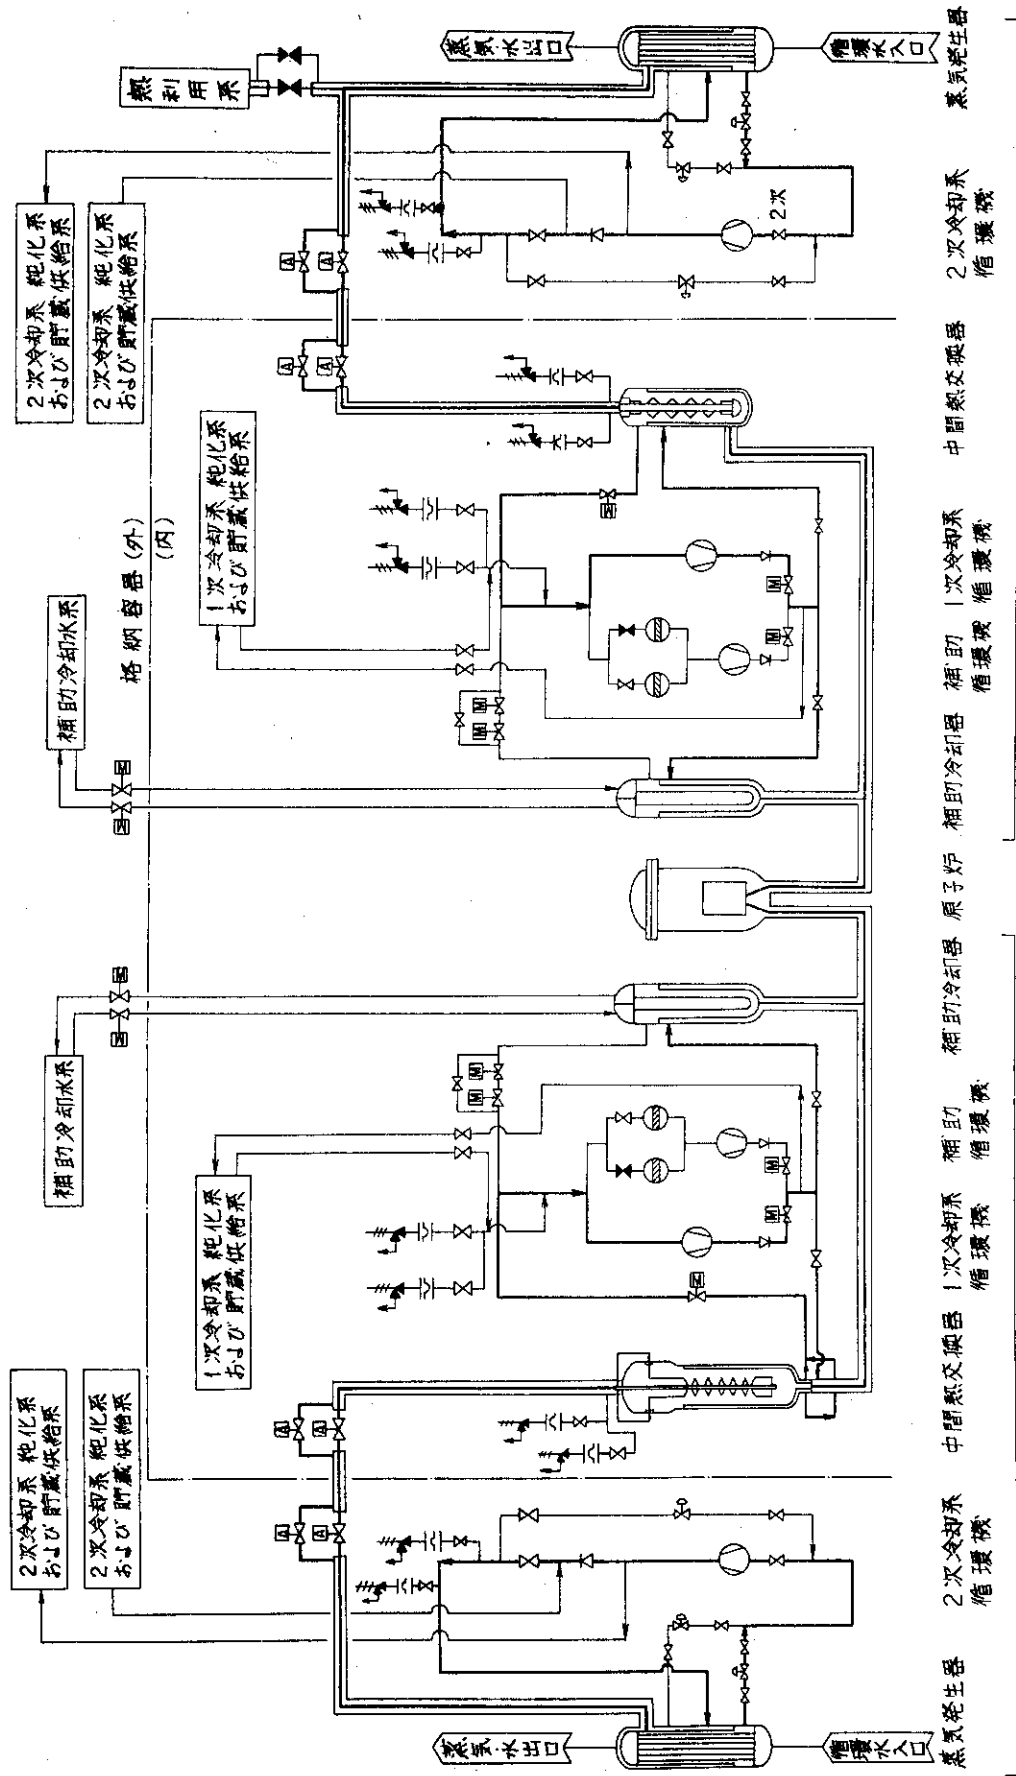 蒸気・水出口
循環水入口
熱利用系
2次冷却系 純化系
および貯蔵供給系
2次冷却系 純化系
および貯蔵供給系
2次
格納容器 (外)
(内)
1次冷却系 純化系
および貯蔵供給系
補助冷却水系
補助冷却水系
1次冷却系 純化系
および貯蔵供給系
2次冷却系 純化系
および貯蔵供給系
2次冷却系 純化系
および貯蔵供給系
蒸気・水出口
循環水入口
A
A
A
A
M
M
M
M
M
M
M
M
M
M
M
M
M
M
A
A
A
A
蒸気発生器
2次冷却系
循環機
中間熱交換器
1次冷却系
循環機
補助
循環機
補助冷却器
原子炉
補助冷却器
補助
循環機
1次冷却系
循環機
中間熱交換器
2次冷却系
循環機
蒸気発生器